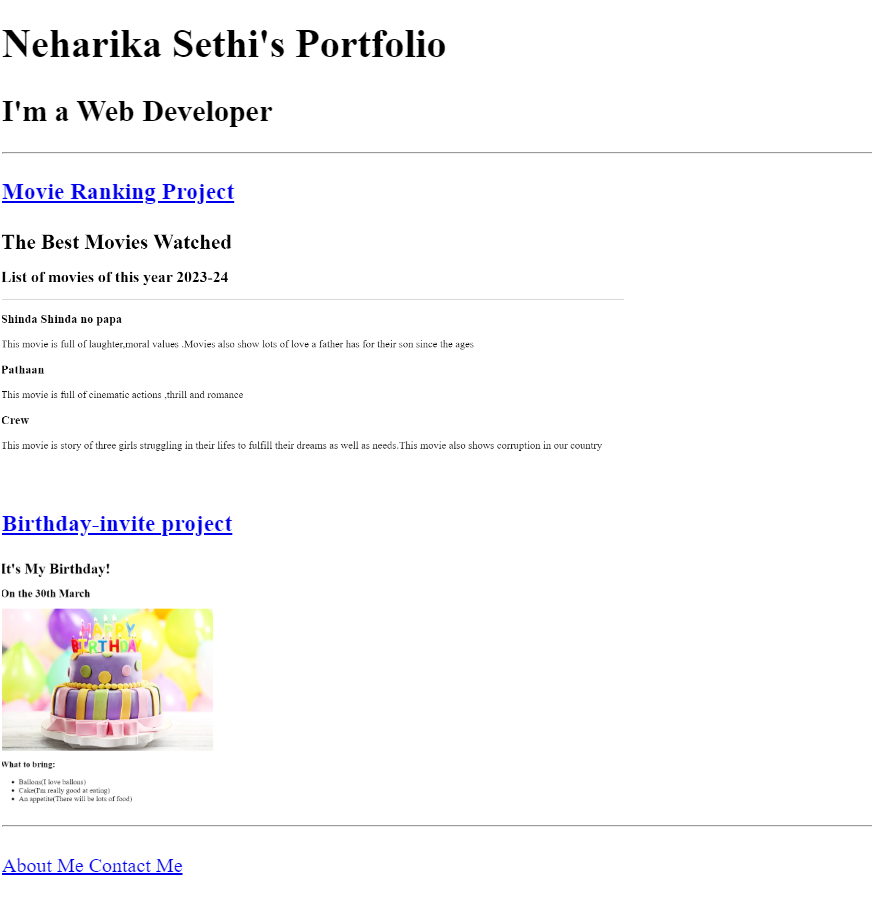 Neharika Sethi's Portfolio
I'm a Web Developer
Movie Ranking Project
The Best Movies Watched
List of movies of this year 2023-24
Shinda Shinda no papa
This movie is full of laughter,moral values .Movies also show lots of love a father has for their son since the ages
Pathaan
This movie is full of cinematic actions ,thrill and romance
Crew
This movie is story of three girls struggling in their lifes to fulfill their dreams as well as needs.This movie also shows corruption in our country
Birthday-invite project
It's My Birthday!
On the 30th March
HAPPY
BIRTHDAY
What to bring:
Ballons(I love ballons)
Cake(I'm really good at eating)
An appetite(There will be lots of food)
About Me Contact Me